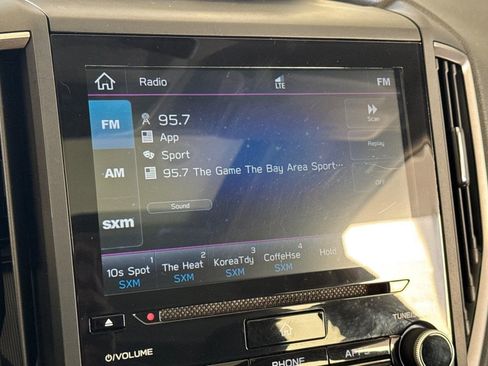 Radio
LTE
FM
FM
95.7
Scan
App
AM
Sport
Replay
95.7 The Game The Bay Area Sport...
Off
sxm
Sound
1
2
3
4
10s Spot The Heat KoreaTdy CoffeHse Hold
SXM SXM SXM SXM
VOLUME
PHONE
APPS
TUNE/